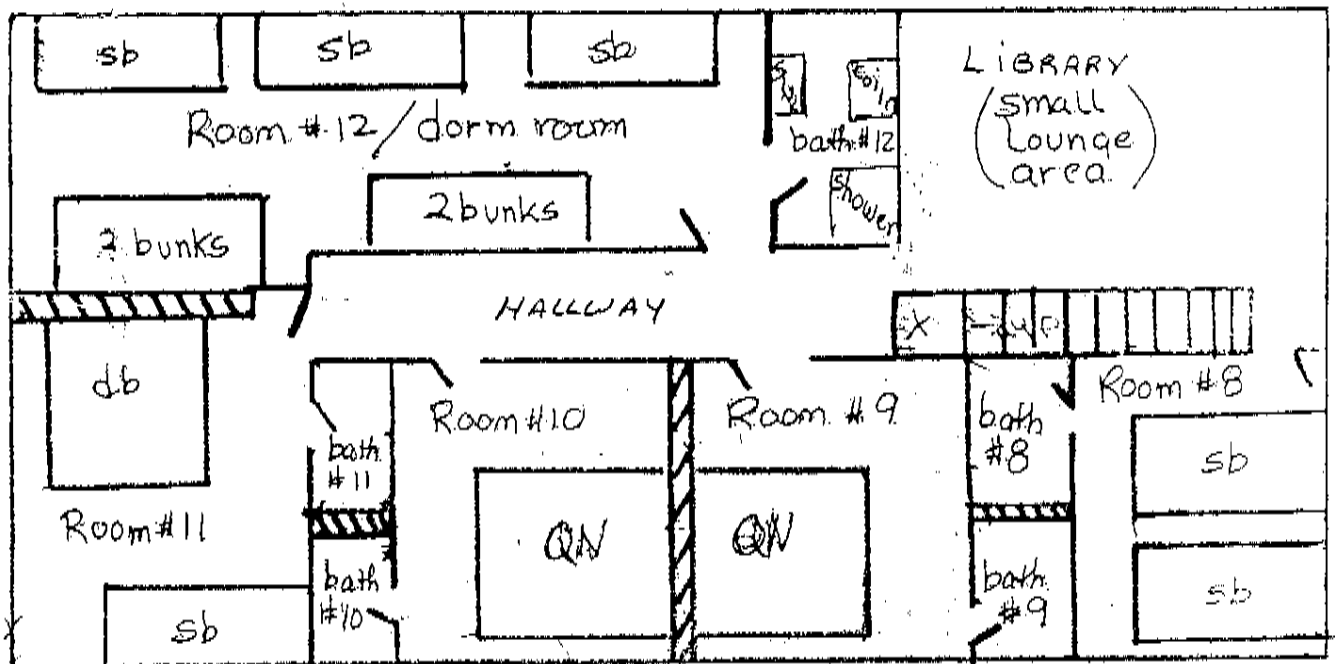 sb
sb
sb
LIBRARY
(small
Lounge
area)
Room #12/dorm room
bath #12
Shower
2 bunks
2 bunks
HALLWAY
X
up
db
Room #10
Room #9
Room #8
bath
#11
bath
#8
sb
Room #11
QN
QN
bath
#10
bath
#9
sb
sb